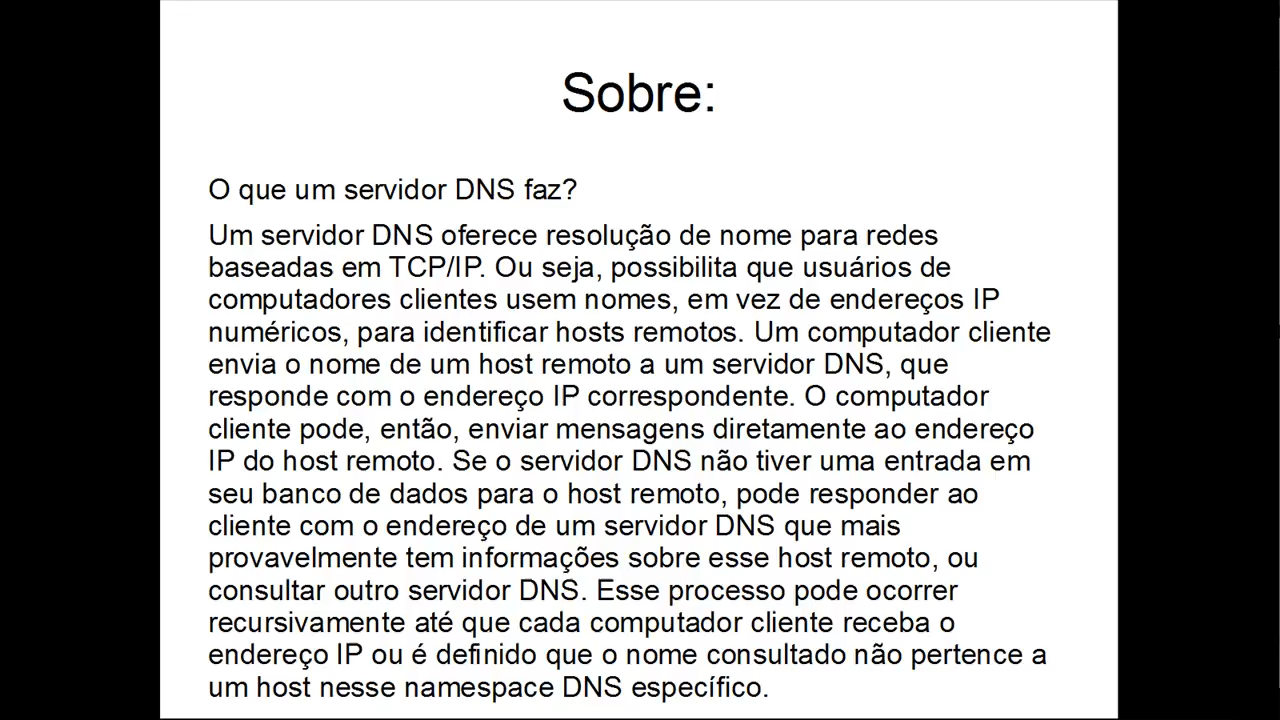 Sobre:
O que um servidor DNS faz?
Um servidor DNS oferece resolução de nome para redes
baseadas em TCP/IP. Ou seja, possibilita que usuários de
computadores clientes usem nomes, em vez de endereços IP
numéricos, para identificar hosts remotos. Um computador cliente
envia o nome de um host remoto a um servidor DNS, que
responde com o endereço IP correspondente. O computador
cliente pode, então, enviar mensagens diretamente ao endereço
IP do host remoto. Se o servidor DNS não tiver uma entrada em
seu banco de dados para o host remoto, pode responder ao
cliente com o endereço de um servidor DNS que mais
provavelmente tem informações sobre esse host remoto, ou
consultar outro servidor DNS. Esse processo pode ocorrer
recursivamente até que cada computador cliente receba o
endereço IP ou é definido que o nome consultado não pertence a
um host nesse namespace DNS específico.